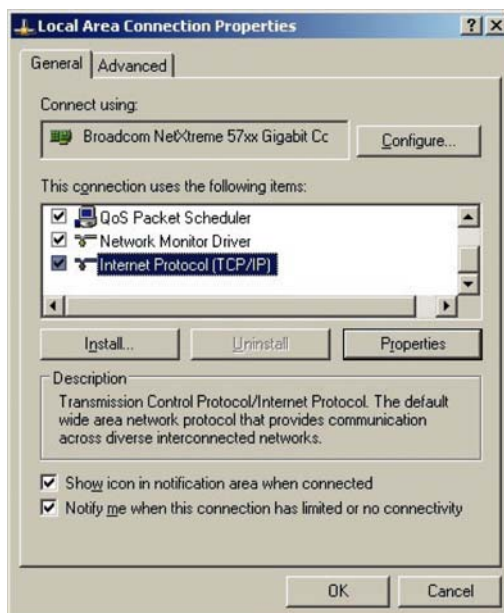 Local Area Connection Properties
General Advanced
Connect using:
Broadcom NetXtreme 57xx Gigabit Cc
Configure...
This connection uses the following items:
QoS Packet Scheduler
Network Monitor Driver
Internet Protocol (TCP/IP)
Install... Uninstall Properties
Description
Transmission Control Protocol/Internet Protocol. The default
wide area network protocol that provides communication
across diverse interconnected networks.
Show icon in notification area when connected
Notify me when this connection has limited or no connectivity
OK Cancel